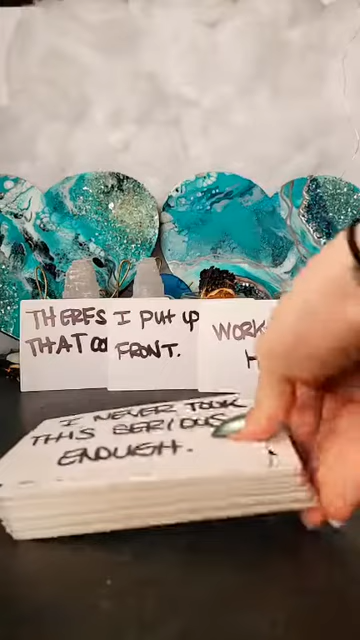 THERES
THAT
I PUT UP
FRONT.
WORK
H
I NEVER TOOK
THIS SERIOUS
ENOUGH.